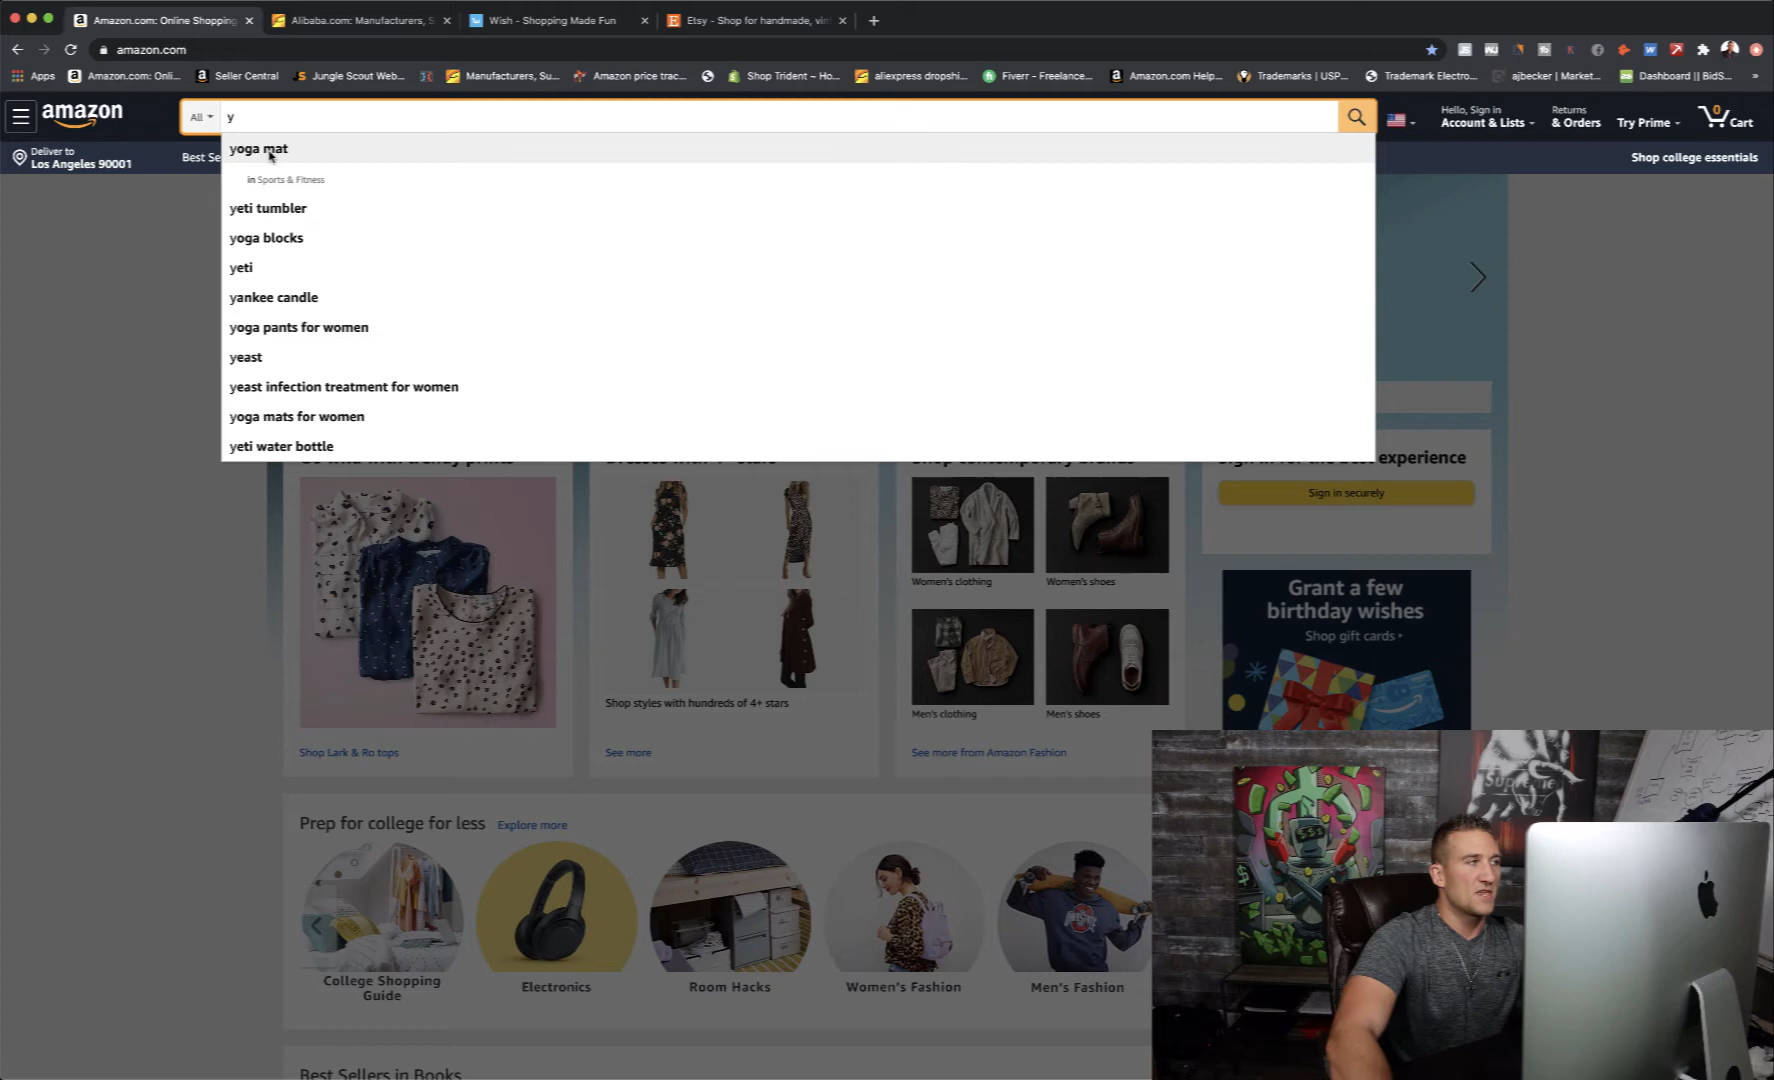 Amazon.com: Online Shopping
Alibaba.com: Manufacturers, S
Wish - Shopping Made Fun
Etsy - Shop for handmade, vin
amazon.com
Apps
Amazon.com: Onli...
Seller Central
Jungle Scout Web...
Manufacturers, Su...
Amazon price trac...
Shop Trident ~ Ho...
aliexpress dropshi...
Fiverr - Freelance...
Amazon.com Help...
Trademarks | USP...
Trademark Electro...
ajbecker | Market...
Dashboard || BidS...
amazon
All
y
Hello, Sign in
Account & Lists
Returns
& Orders
Try Prime
0
Cart
Deliver to
Los Angeles 90001
Best Se
Shop college essentials
yoga mat
in Sports & Fitness
yeti tumbler
yoga blocks
yeti
yankee candle
yoga pants for women
yeast
yeast infection treatment for women
yoga mats for women
yeti water bottle
Sign in for the best experience
Sign in securely
Women's clothing
Women's shoes
Grant a few
birthday wishes
Shop gift cards
Shop styles with hundreds of 4+ stars
Men's clothing
Men's shoes
Shop Lark & Ro tops
See more
See more from Amazon Fashion
Prep for college for less
Explore more
College Shopping
Guide
Electronics
Room Hacks
Women's Fashion
Men's Fashion
Best Sellers in Books